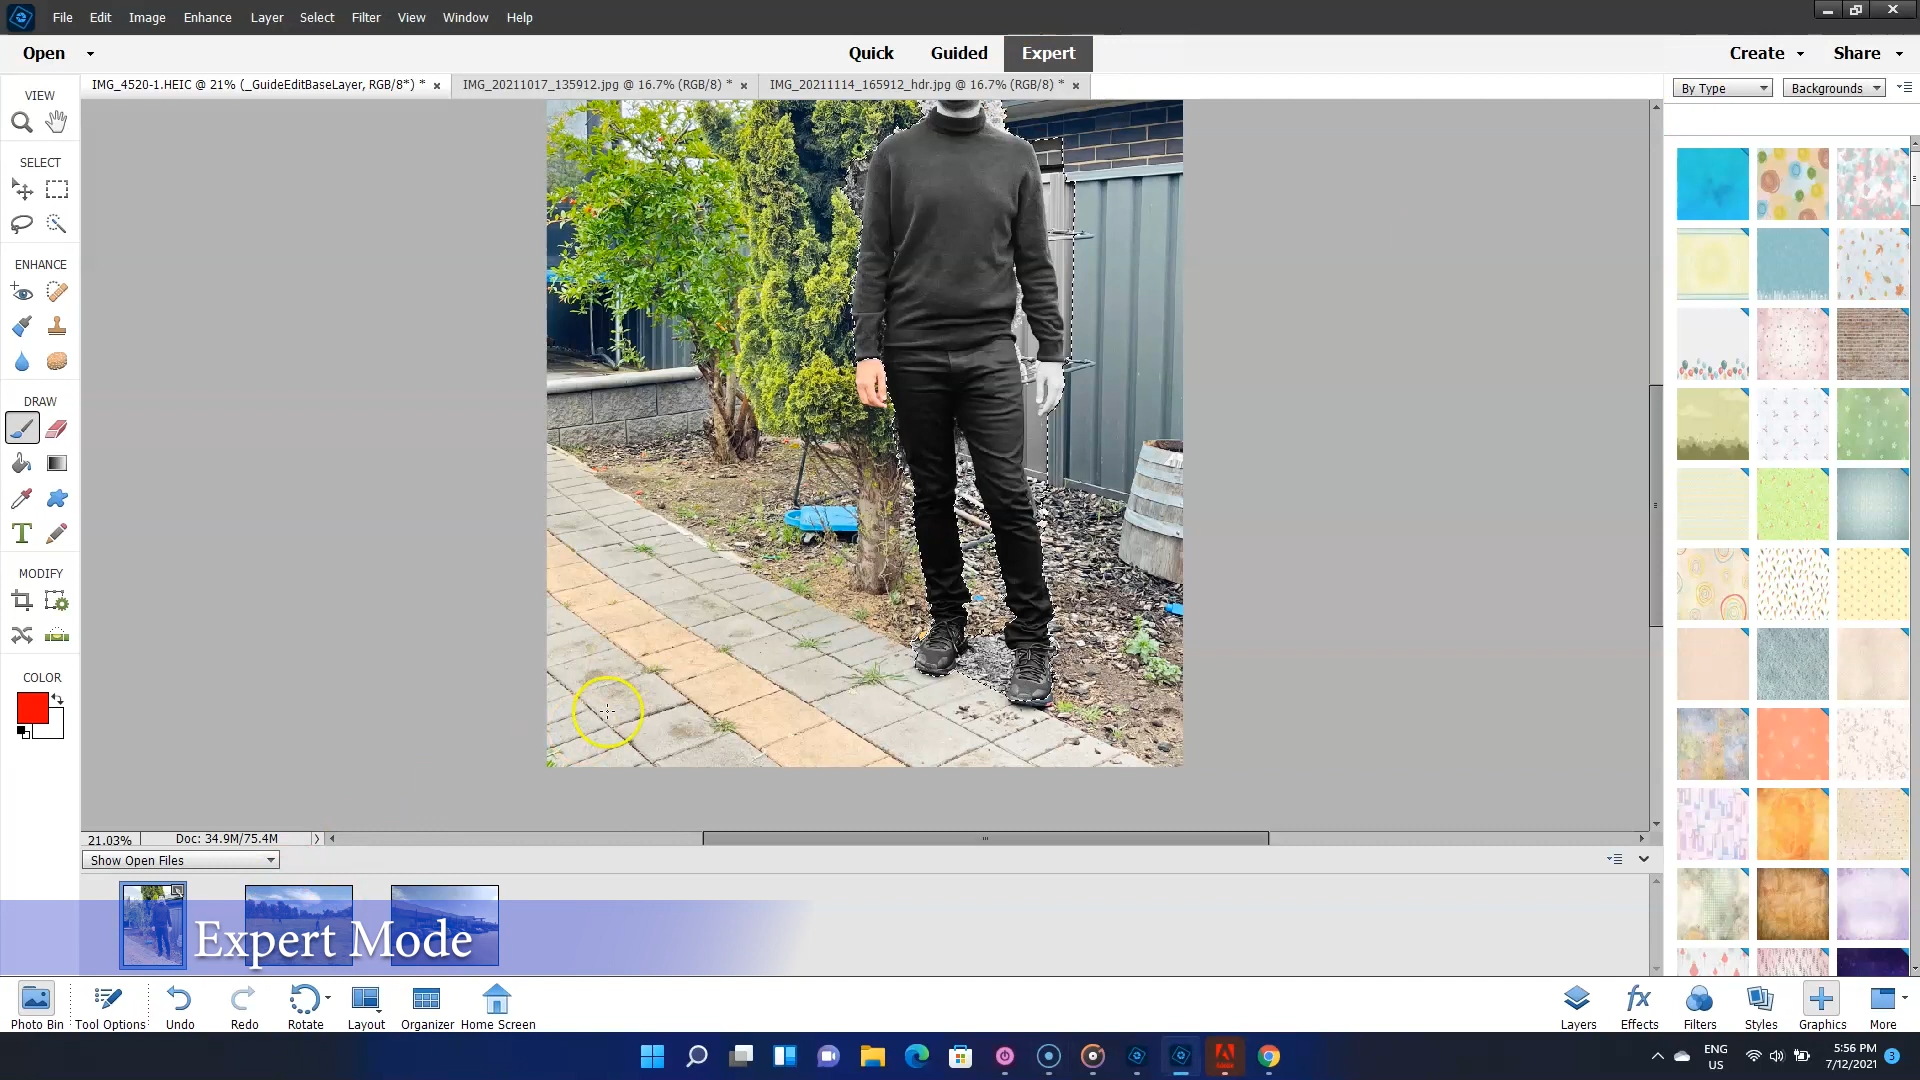 File Edit Image Enhance Layer Select Filter View Window Help
Open Quick Guided Expert Create Share
IMG_4520-1.HEIC @ 21% (_GuideEditBaseLayer, RGB/8*) * × IMG_20211017_135912.jpg @ 16.7% (RGB/8) * × IMG_20211114_165912_hdr.jpg @ 16.7% (RGB/8) * ×
By Type Backgrounds
VIEW
SELECT
ENHANCE
DRAW
T
MODIFY
COLOR
21.03% Doc: 34.9M/75.4M
Show Open Files
Expert Mode
fx
Photo Bin Tool Options Undo Redo Rotate Layout Organizer Home Screen Layers Effects Filters Styles Graphics More
ENG
US
5:56 PM
7/12/2021
3